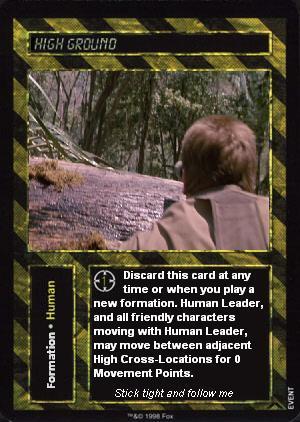 HIGH GROUND
Formation • Human
Discard this card at any
time or when you play a
new formation. Human Leader,
and all friendly characters
moving with Human Leader,
may move between adjacent
High Cross-Locations for 0
Movement Points.
Stick tight and follow me
™&© 1998 Fox
EVENT